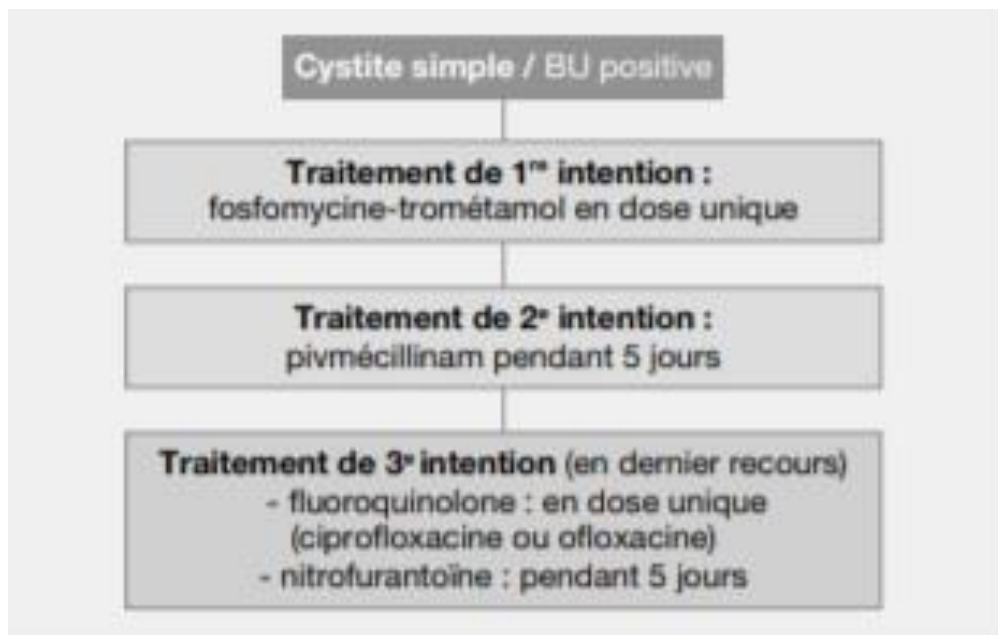 Cystite simple / BU positive
Traitement de 1re intention :
fosfomycine-trométamol en dose unique
Traitement de 2e intention :
pivmécillinam pendant 5 jours
Traitement de 3e intention (en dernier recours)
- fluoroquinolone : en dose unique
(ciprofloxacine ou ofloxacine)
- nitrofurantoïne : pendant 5 jours